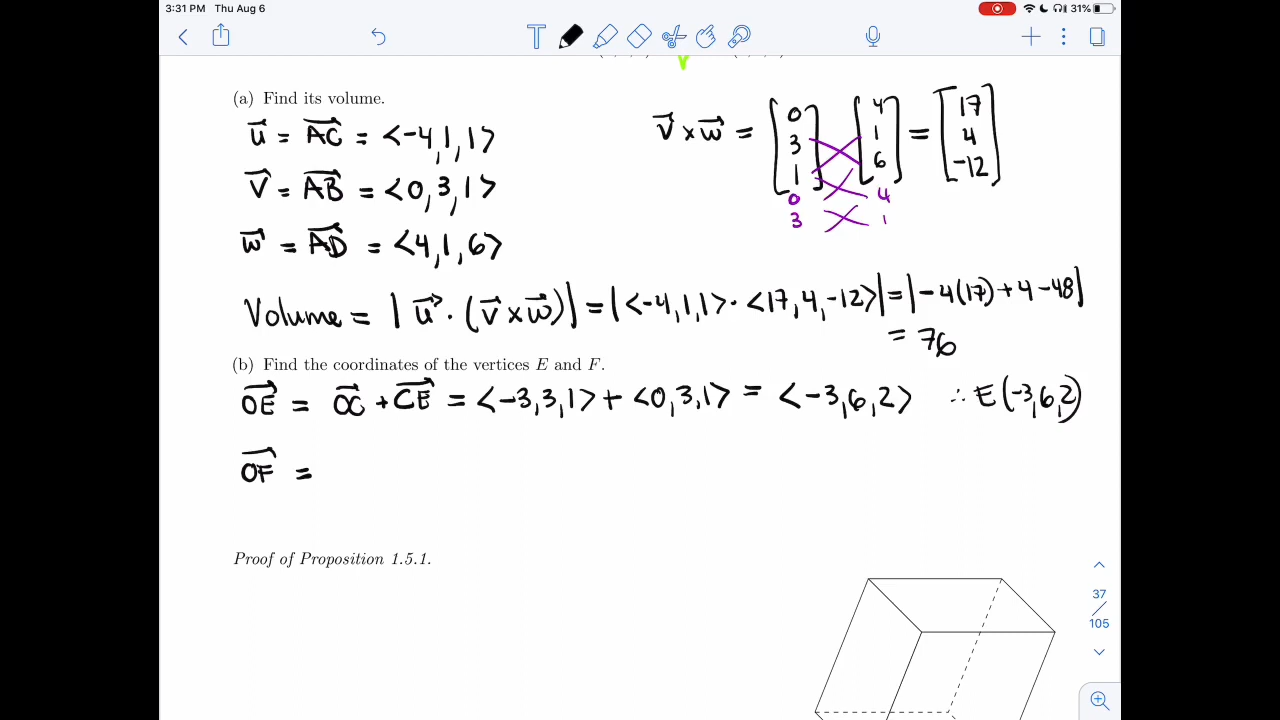 3:31 PM Thu Aug 6 31%
T
(a) Find its volume.
u⃗ = AC⃗ = <-4,1,1>
v⃗ = AB⃗ = <0,3,1>
w⃗ = AD⃗ = <4,1,6>
v⃗ × w⃗ = [0 3 1] [4 1 6] = [17 4 -12]
0 4
3 1
Volume = |u⃗ · (v⃗ × w⃗)| = |<-4,1,1> · <17,4,-12>| = |-4(17)+4-48|
= 76
(b) Find the coordinates of the vertices E and F.
OE⃗ = OC⃗ + CE⃗ = <-3,3,1> + <0,3,1> = <-3,6,2> ∴ E(-3,6,2)
OF⃗ =
Proof of Proposition 1.5.1.
37
105